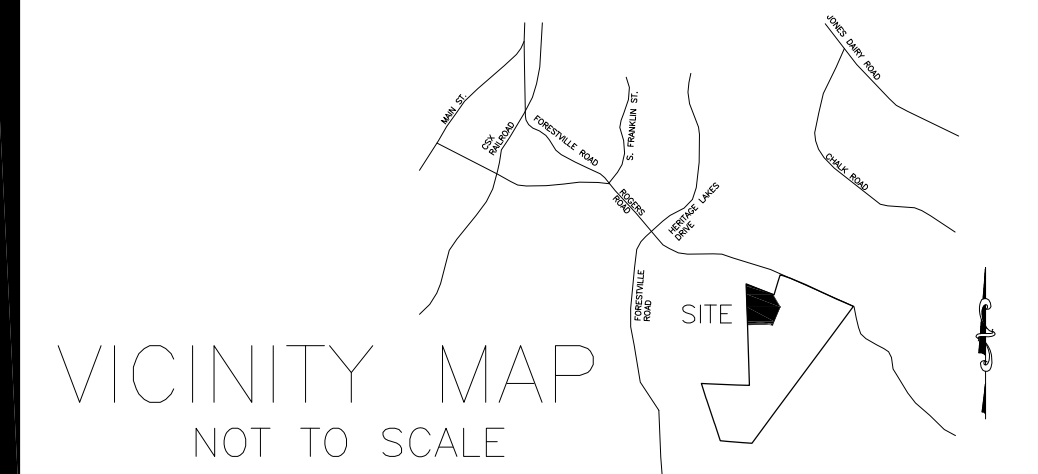 JONES DAIRY ROAD
MAIN ST.
CSX
RAILROAD
FORESTVILLE ROAD
S. FRANKLIN ST.
CHALK ROAD
ROGERS
ROAD
HERITAGE LAKES
DRIVE
FORESTVILLE
ROAD
SITE
VICINITY MAP
NOT TO SCALE